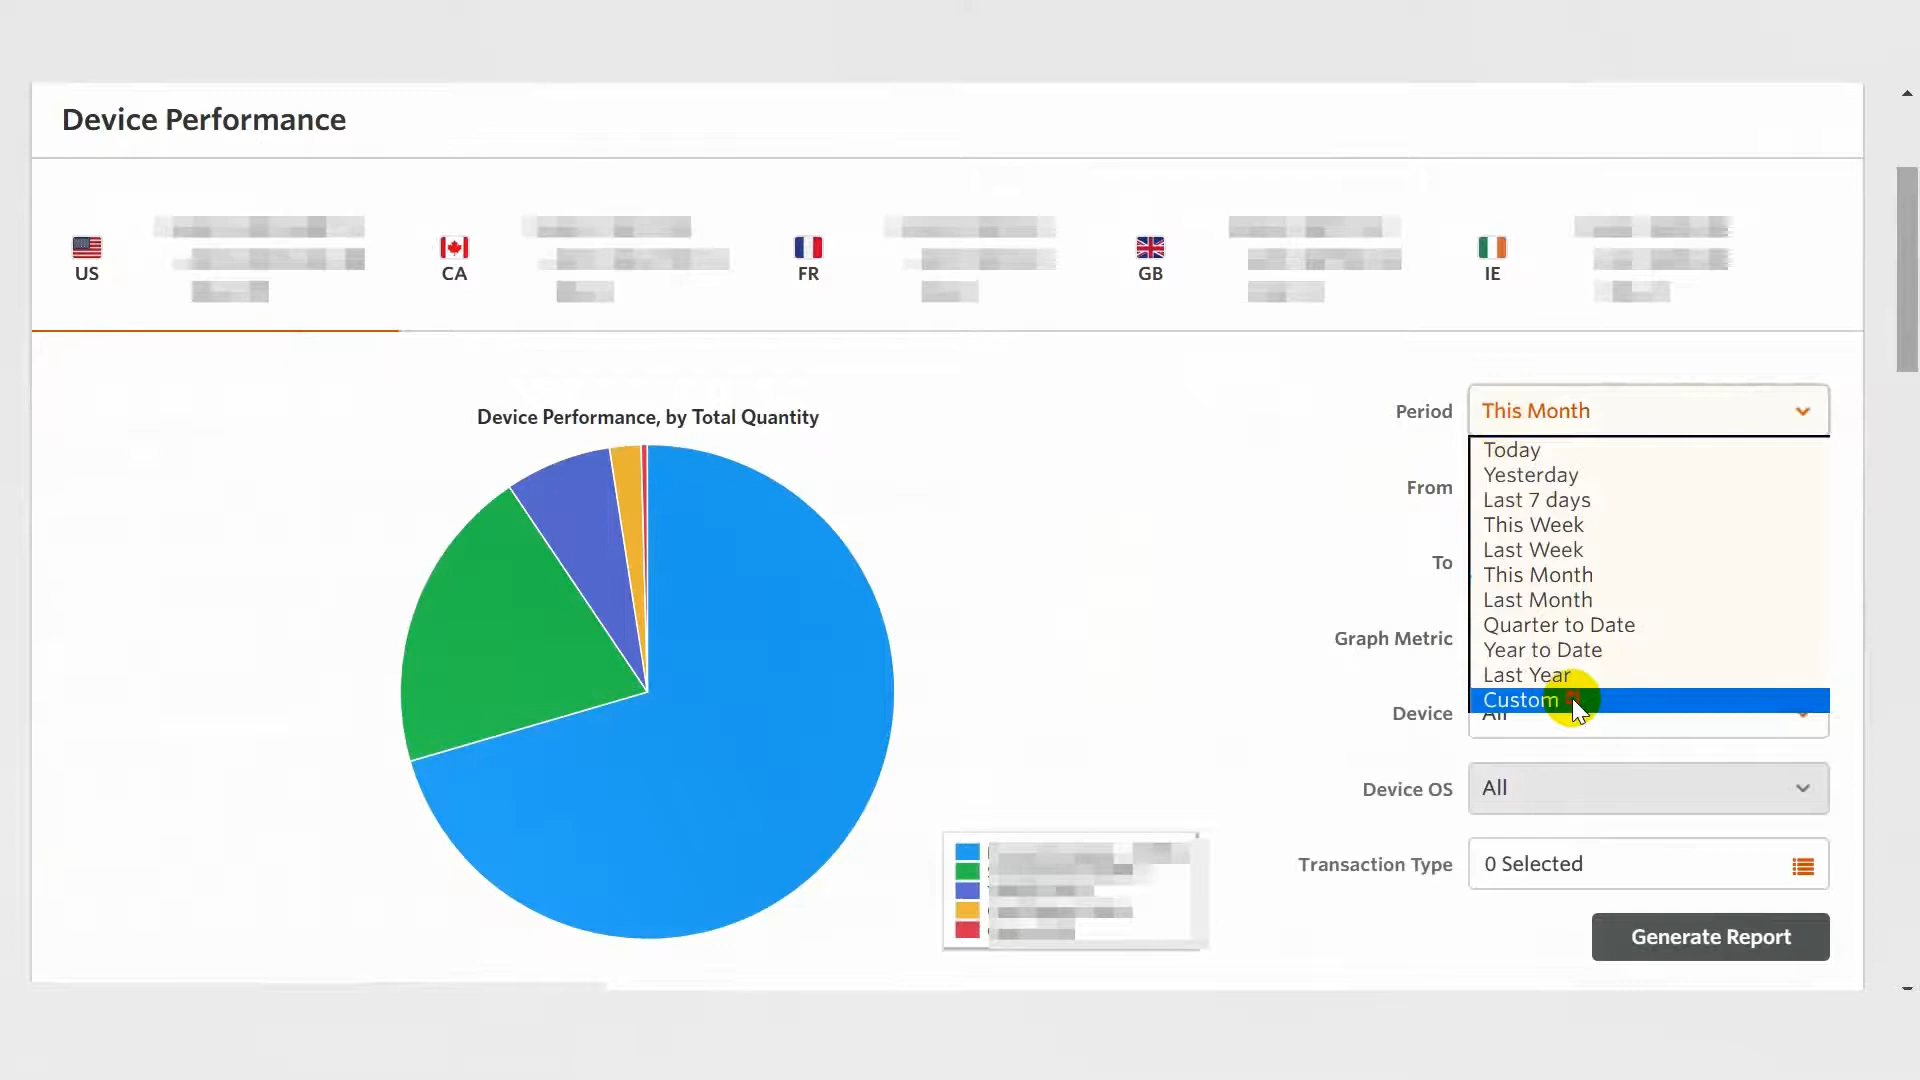 Device Performance
US
CA
FR
GB
IE
Device Performance, by Total Quantity
Period
This Month
Today
Yesterday
Last 7 days
This Week
Last Week
This Month
Last Month
Quarter to Date
Year to Date
Last Year
Custom
From
To
Graph Metric
Device
All
Device OS
All
Transaction Type
0 Selected
Generate Report